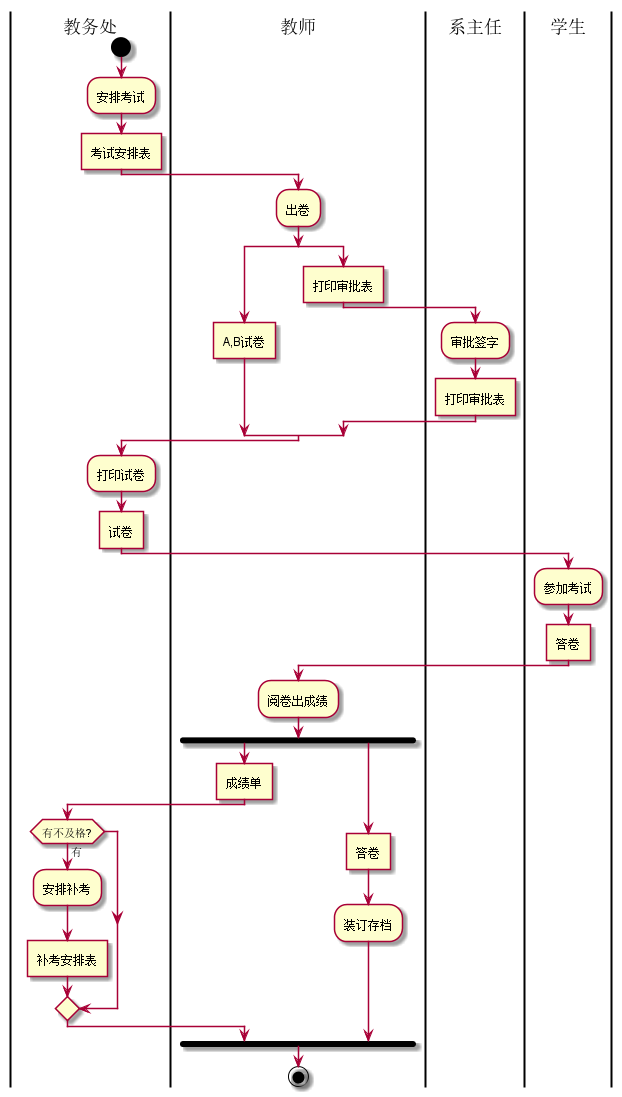 教务处
教师
系主任
学生
安排考试
考试安排表
出卷
打印审批表
A,B试卷
审批签字
打印审批表
打印试卷
试卷
参加考试
答卷
阅卷出成绩
成绩单
有不及格?
有
答卷
安排补考
装订存档
补考安排表